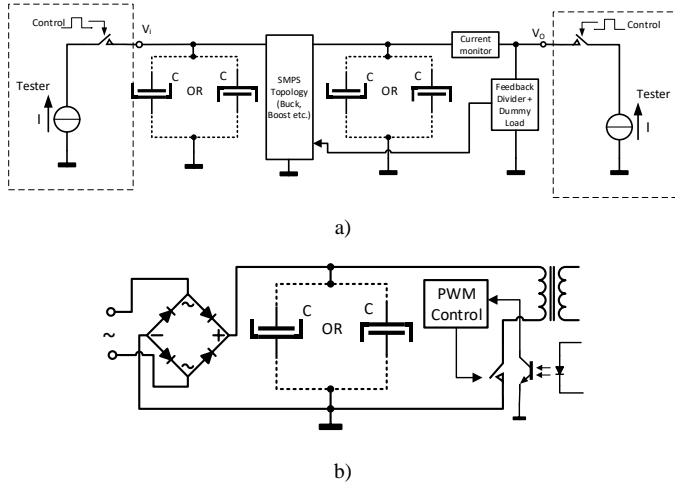 Control
Vi
Tester
I
C
OR
C
SMPS
Topology
(Buck,
Boost etc.)
C
OR
C
Current
monitor
VO
Feedback
Divider +
Dummy
Load
Control
Tester
I
a)
~
~
~
−
+
C
OR
C
PWM
Control
b)